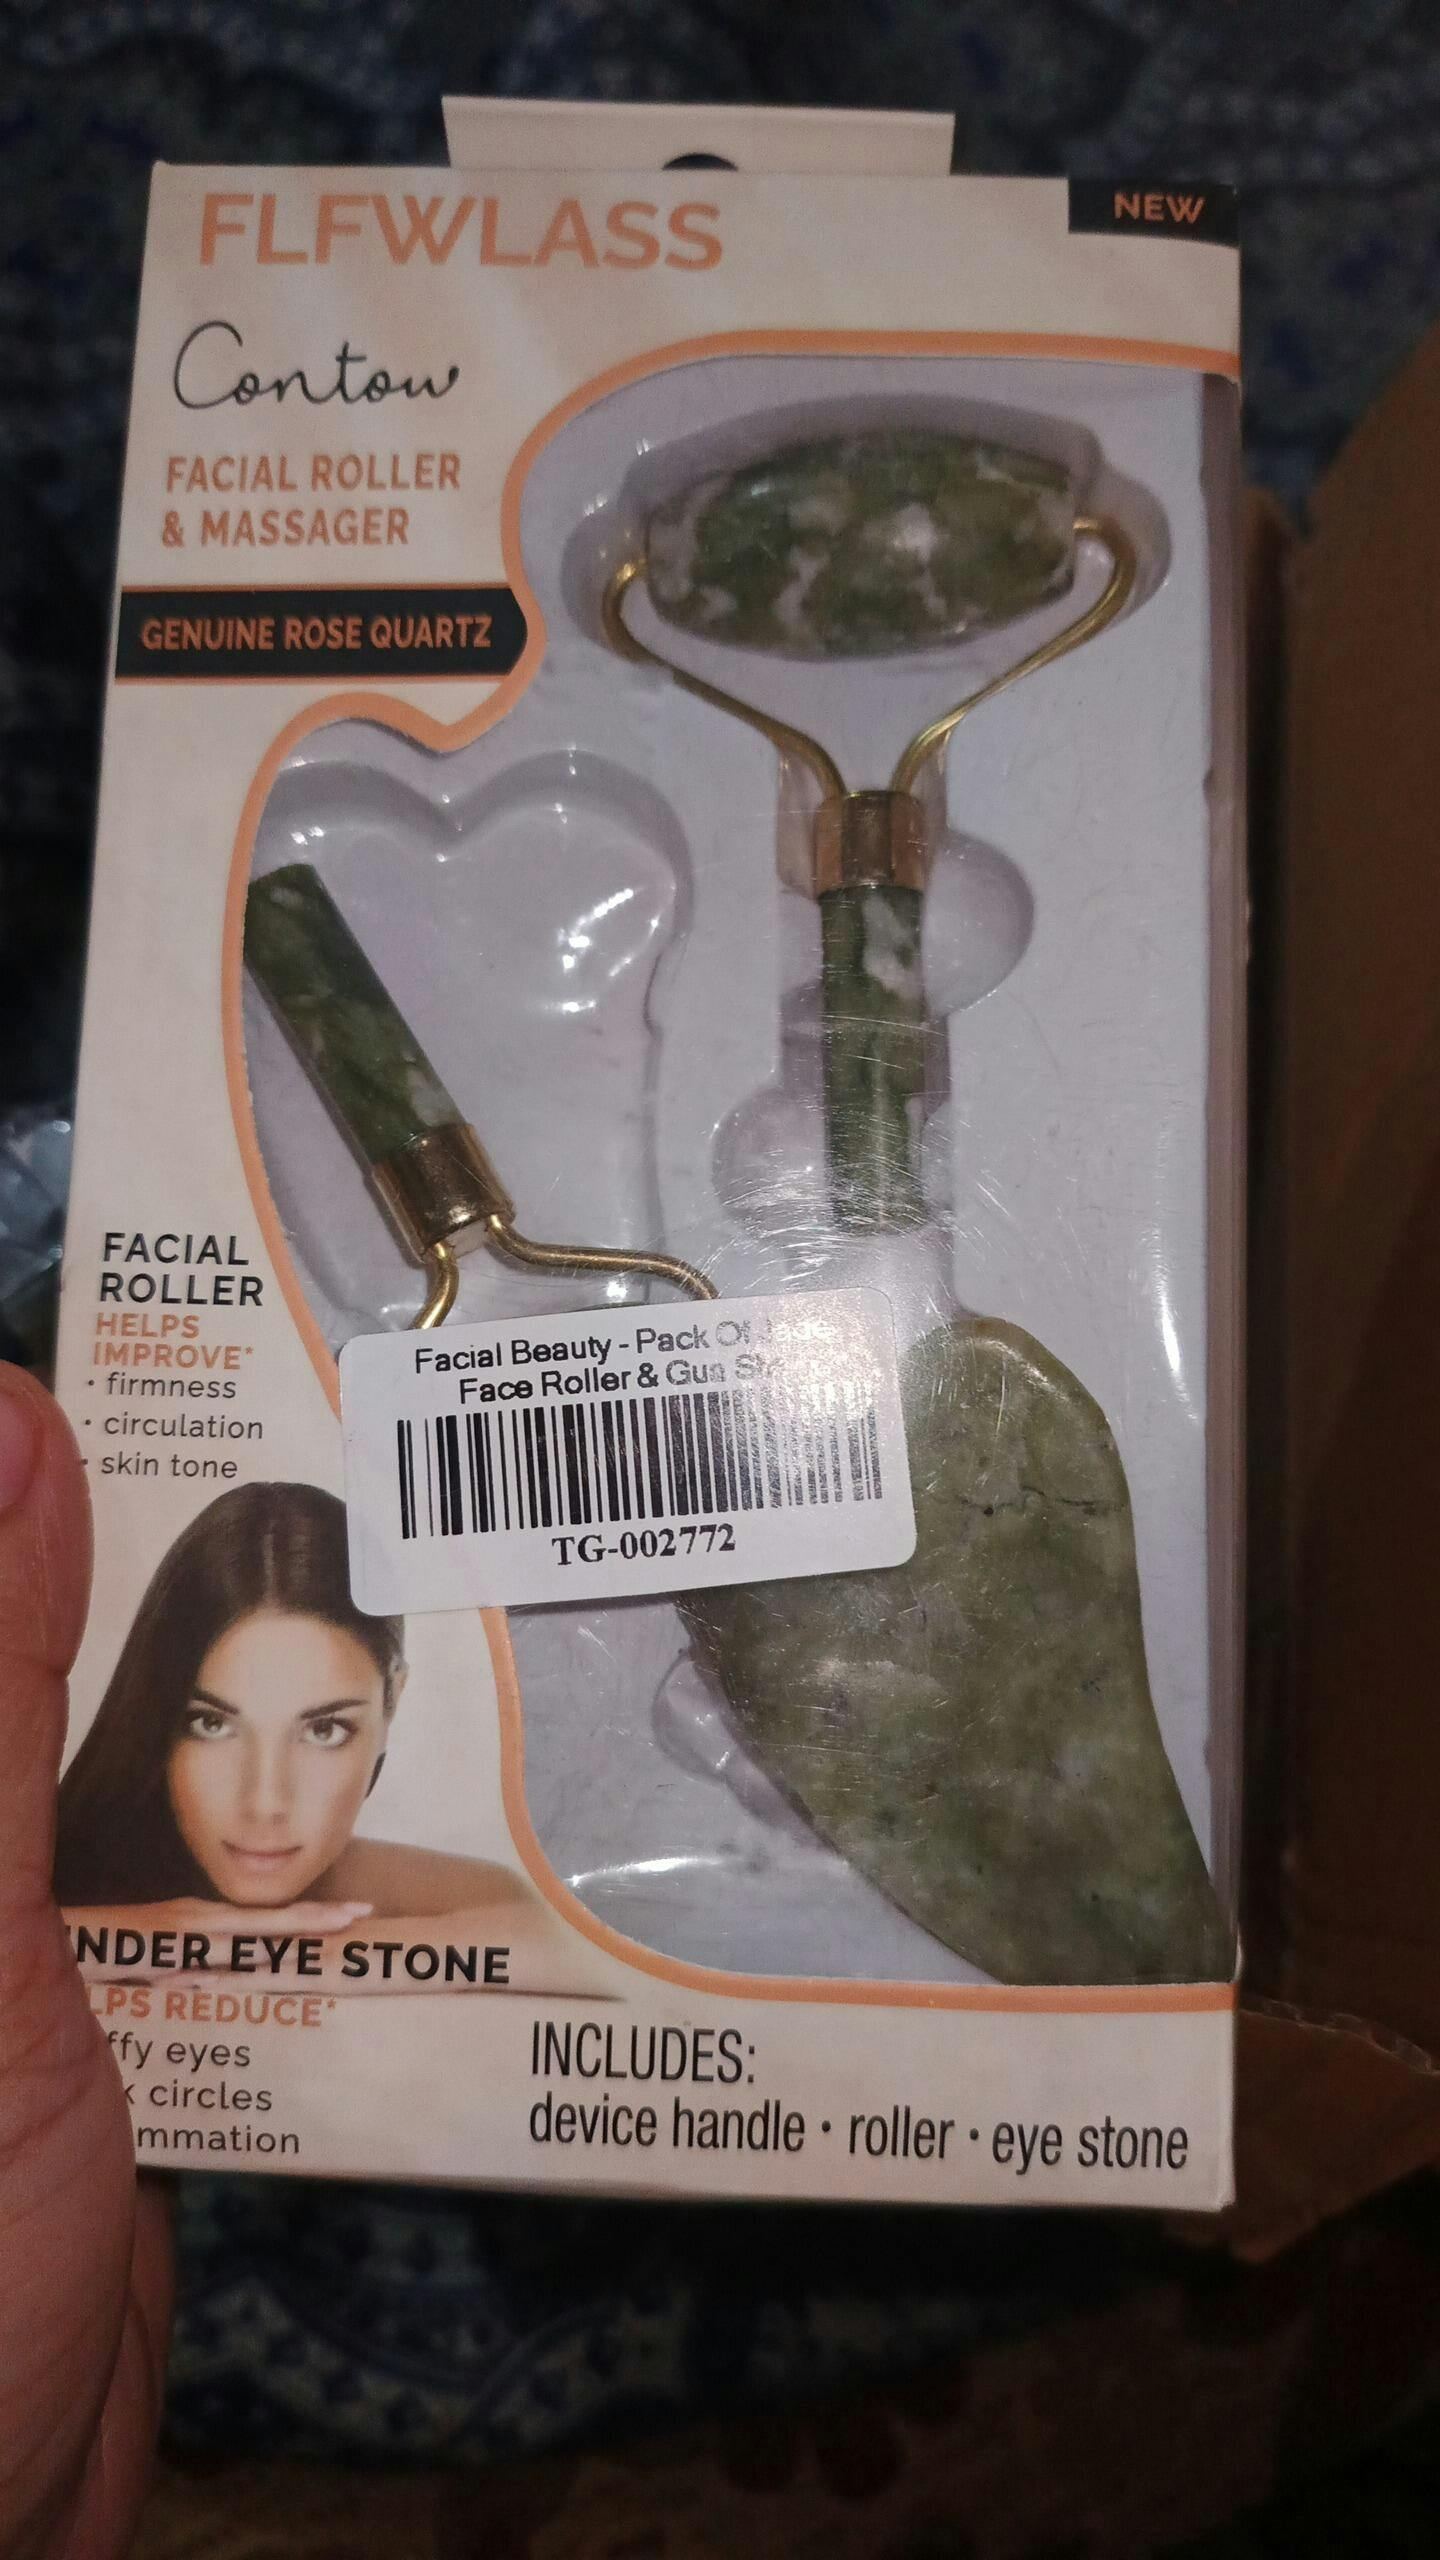 NEW
FLFWLASS
Contour
FACIAL ROLLER
& MASSAGER
GENUINE ROSE QUARTZ
FACIAL
ROLLER
HELPS
IMPROVE*
• firmness
• circulation
• skin tone
Facial Beauty - Pack Of Jade
Face Roller & Gua
TG-002772
NDER EYE STONE
LPS REDUCE*
ffy eyes
k circles
mmation
INCLUDES:
device handle • roller • eye stone